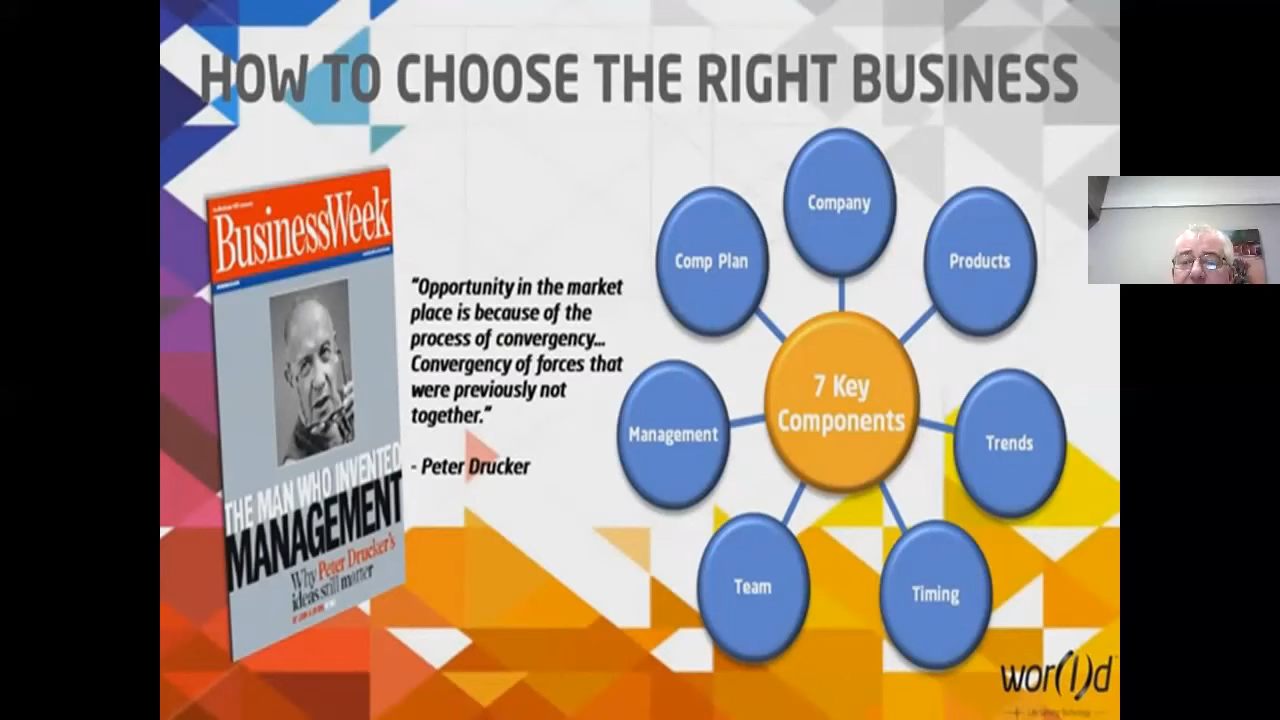 HOW TO CHOOSE THE RIGHT BUSINESS
BusinessWeek
THE MAN WHO INVENTED
MANAGEMENT
Why Peter Drucker's
ideas still matter
"Opportunity in the market
place is because of the
process of convergency...
Convergency of forces that
were previously not
together."
- Peter Drucker
Company
Comp Plan
Products
7 Key
Components
Management
Trends
Team
Timing
wor(l)d